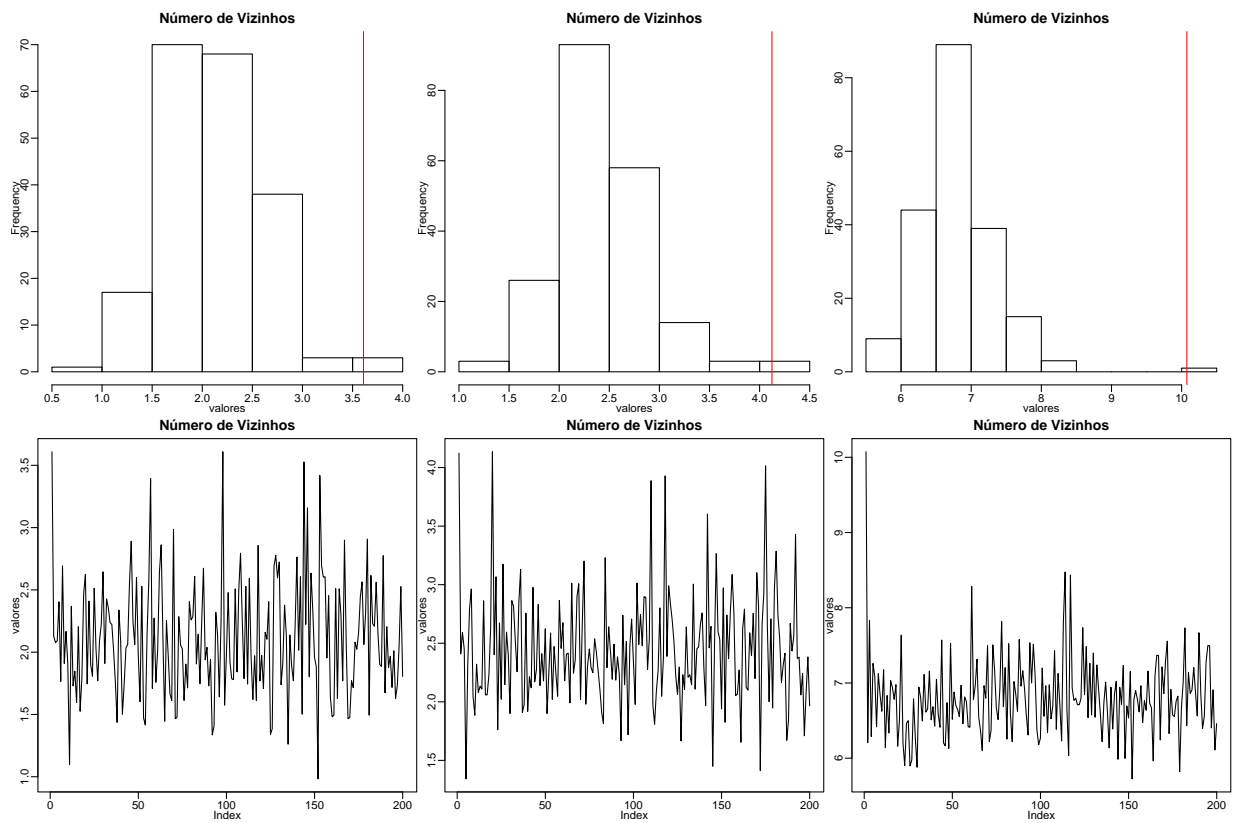 Número de Vizinhos
Frequency
70
60
50
40
30
20
10
0
0.5 1.0 1.5 2.0 2.5 3.0 3.5 4.0
valores
Número de Vizinhos
Frequency
80
60
40
20
0
1.0 1.5 2.0 2.5 3.0 3.5 4.0 4.5
valores
Número de Vizinhos
Frequency
80
60
40
20
0
6 7 8 9 10
valores
Número de Vizinhos
valores
3.5
3.0
2.5
2.0
1.5
1.0
0 50 100 150 200
Index
Número de Vizinhos
valores
4.0
3.5
3.0
2.5
2.0
1.5
0 50 100 150 200
Index
Número de Vizinhos
valores
10
9
8
7
6
0 50 100 150 200
Index